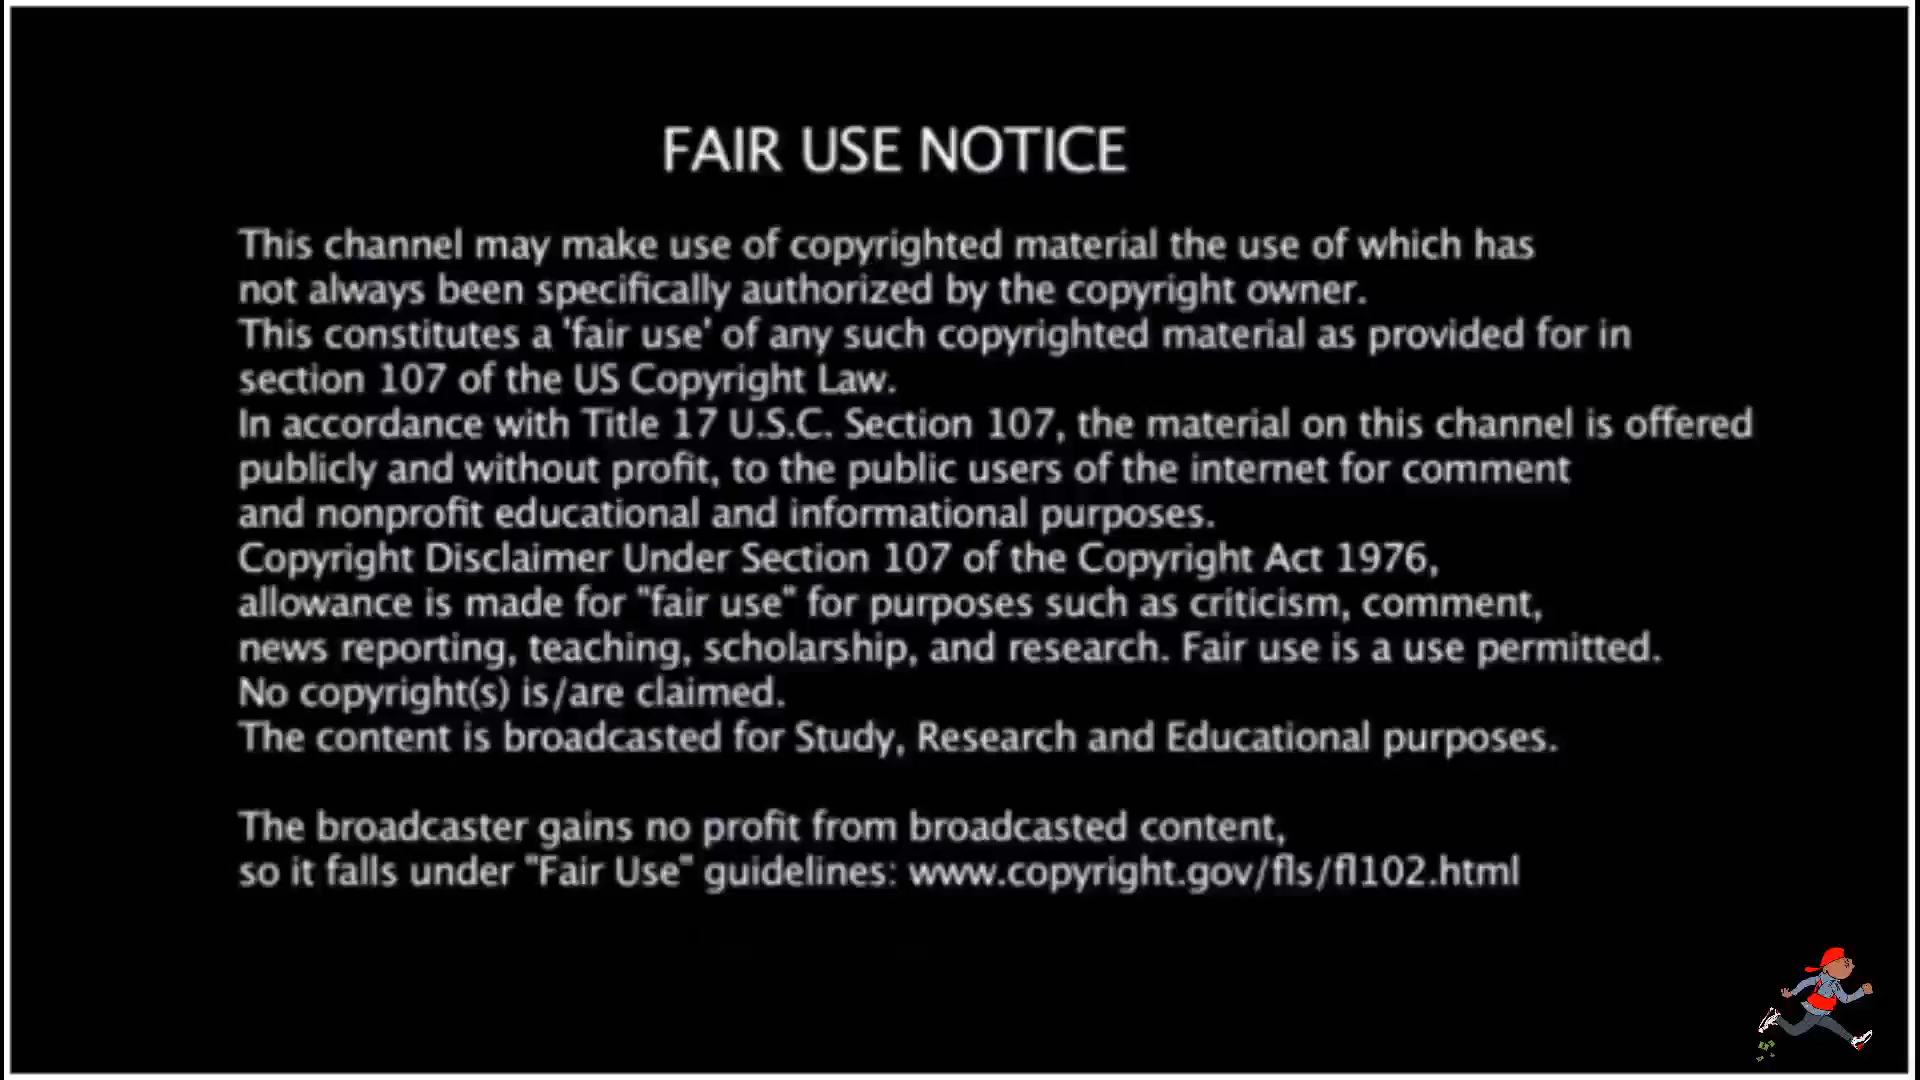 FAIR USE NOTICE
This channel may make use of copyrighted material the use of which has
not always been specifically authorized by the copyright owner.
This constitutes a 'fair use' of any such copyrighted material as provided for in
section 107 of the US Copyright Law.
In accordance with Title 17 U.S.C. Section 107, the material on this channel is offered
publicly and without profit, to the public users of the internet for comment
and nonprofit educational and informational purposes.
Copyright Disclaimer Under Section 107 of the Copyright Act 1976,
allowance is made for "fair use" for purposes such as criticism, comment,
news reporting, teaching, scholarship, and research. Fair use is a use permitted.
No copyright(s) is/are claimed.
The content is broadcasted for Study, Research and Educational purposes.
The broadcaster gains no profit from broadcasted content,
so it falls under "Fair Use" guidelines: www.copyright.gov/fls/fl102.html